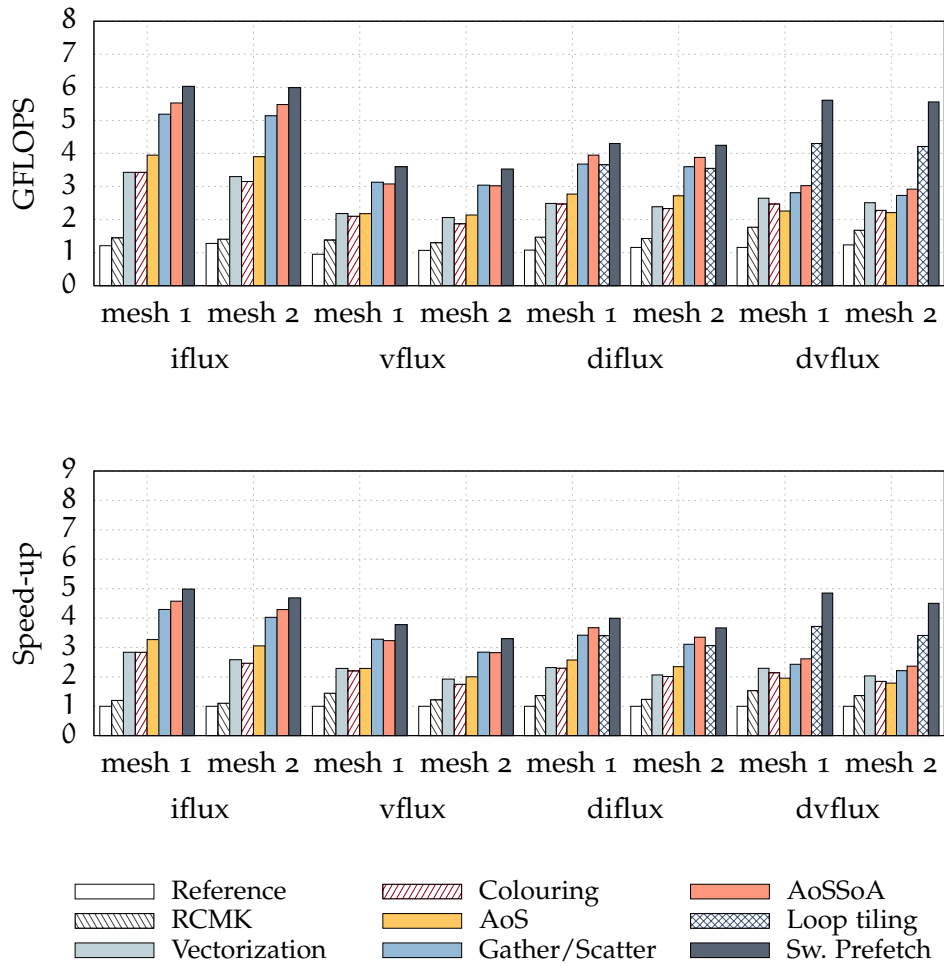 GFLOPS
8
7
6
5
4
3
2
1
0
mesh 1 mesh 2 mesh 1 mesh 2 mesh 1 mesh 2 mesh 1 mesh 2
iflux vflux diflux dvflux
Speed-up
9
8
7
6
5
4
3
2
1
0
mesh 1 mesh 2 mesh 1 mesh 2 mesh 1 mesh 2 mesh 1 mesh 2
iflux vflux diflux dvflux
Reference Colouring AoSSoA
RCMK AoS Loop tiling
Vectorization Gather/Scatter Sw. Prefetch